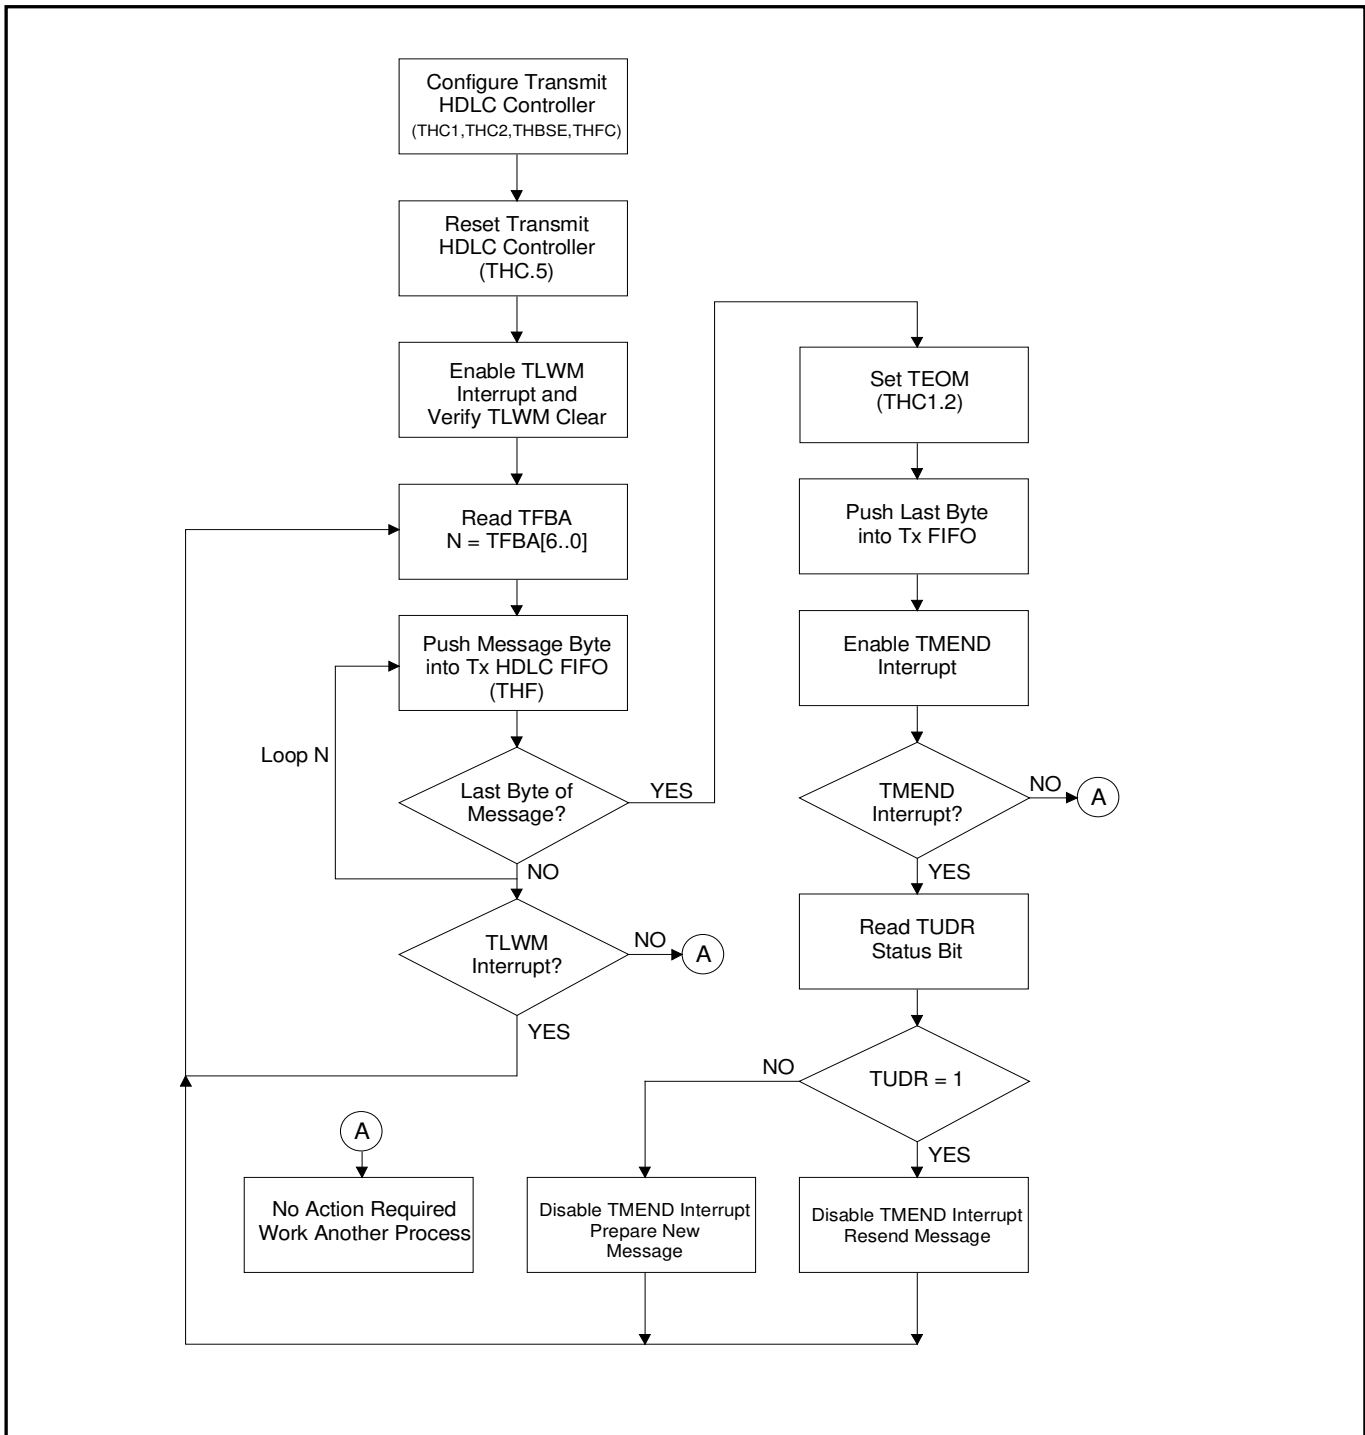 Configure Transmit
HDLC Controller
(THC1,THC2,THBSE,THFC)
Reset Transmit
HDLC Controller
(THC.5)
Enable TLWM
Interrupt and
Verify TLWM Clear
Read TFBA
N = TFBA[6..0]
Push Message Byte
into Tx HDLC FIFO
(THF)
Loop N
Last Byte of
Message?
YES
NO
TLWM
Interrupt?
NO
A
YES
A
No Action Required
Work Another Process
Set TEOM
(THC1.2)
Push Last Byte
into Tx FIFO
Enable TMEND
Interrupt
TMEND
Interrupt?
NO
A
YES
Read TUDR
Status Bit
TUDR = 1
NO
YES
Disable TMEND Interrupt
Prepare New
Message
Disable TMEND Interrupt
Resend Message